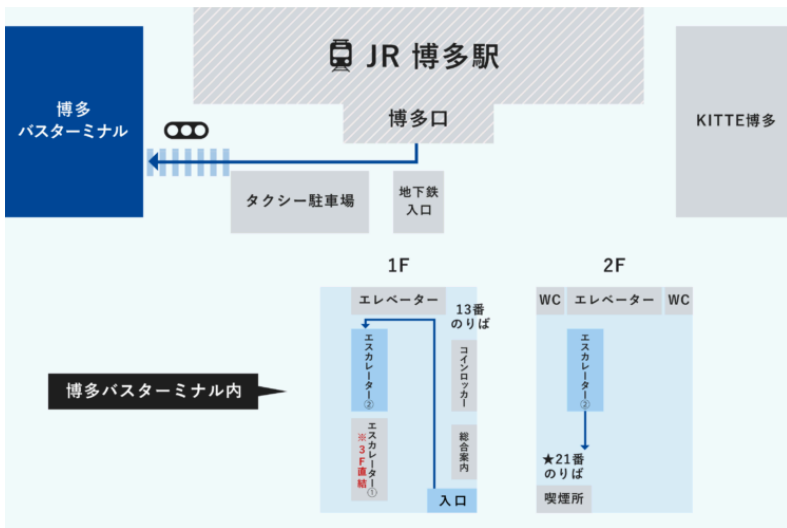 JR 博多駅
博多口
博多
バスターミナル
KITTE博多
タクシー駐車場
地下鉄
入口
1F
2F
エレベーター
13番
のりば
エスカレーター②
コインロッカー
エスカレーター①
※3F直結
総合案内
入口
WC
エレベーター
WC
エスカレーター②
★21番
のりば
喫煙所
博多バスターミナル内